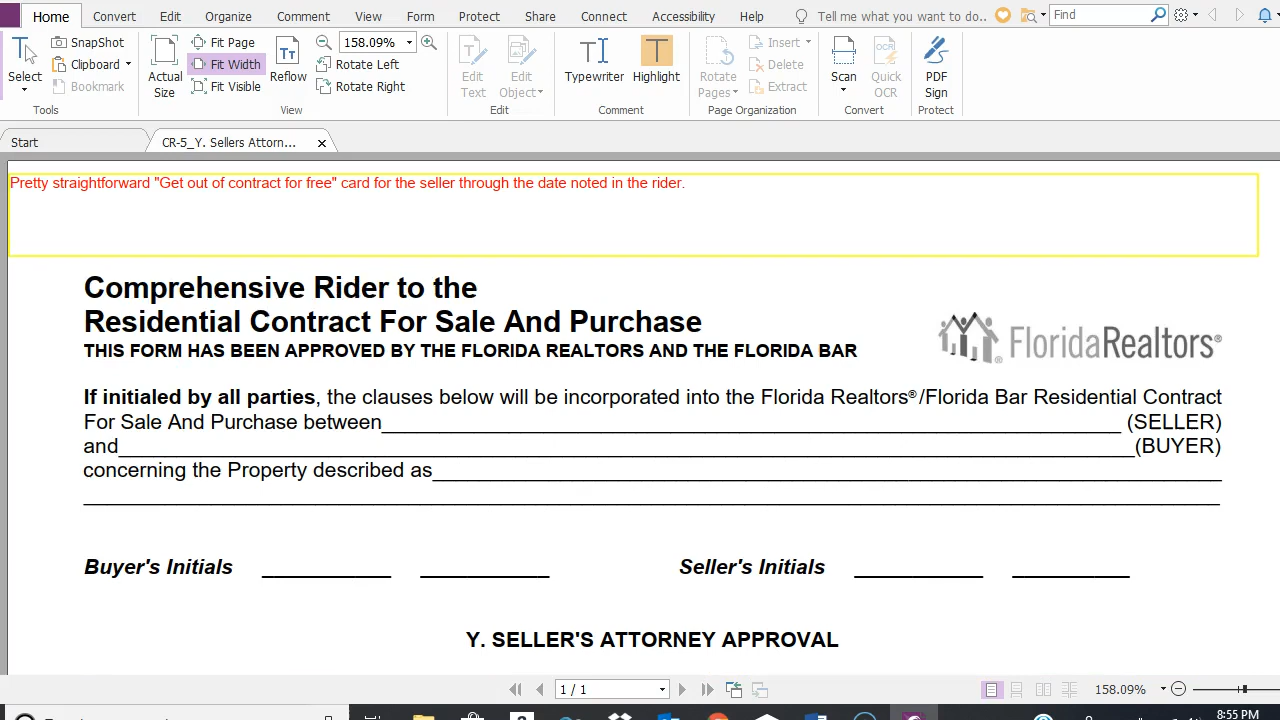 Home Convert Edit Organize Comment View Form Protect Share Connect Accessibility Help Tell me what you want to do.. Find
Select
Tools
SnapShot
Clipboard
Bookmark
Actual Size
Fit Page
Fit Width
Fit Visible
Reflow
158.09%
Rotate Left
Rotate Right
View
Edit Text
Edit Object
Edit
Typewriter
Highlight
Comment
Rotate Pages
Insert
Delete
Extract
Page Organization
Scan
OCR
Quick OCR
Convert
PDF Sign
Protect
Start
CR-5_Y. Sellers Attorn...
Pretty straightforward "Get out of contract for free" card for the seller through the date noted in the rider.
Comprehensive Rider to the
Residential Contract For Sale And Purchase
THIS FORM HAS BEEN APPROVED BY THE FLORIDA REALTORS AND THE FLORIDA BAR
FloridaRealtors®
If initialed by all parties, the clauses below will be incorporated into the Florida Realtors®/Florida Bar Residential Contract
For Sale And Purchase between (SELLER)
and (BUYER)
concerning the Property described as
Buyer's Initials Seller's Initials
Y. SELLER'S ATTORNEY APPROVAL
1 / 1
158.09%
8:55 PM